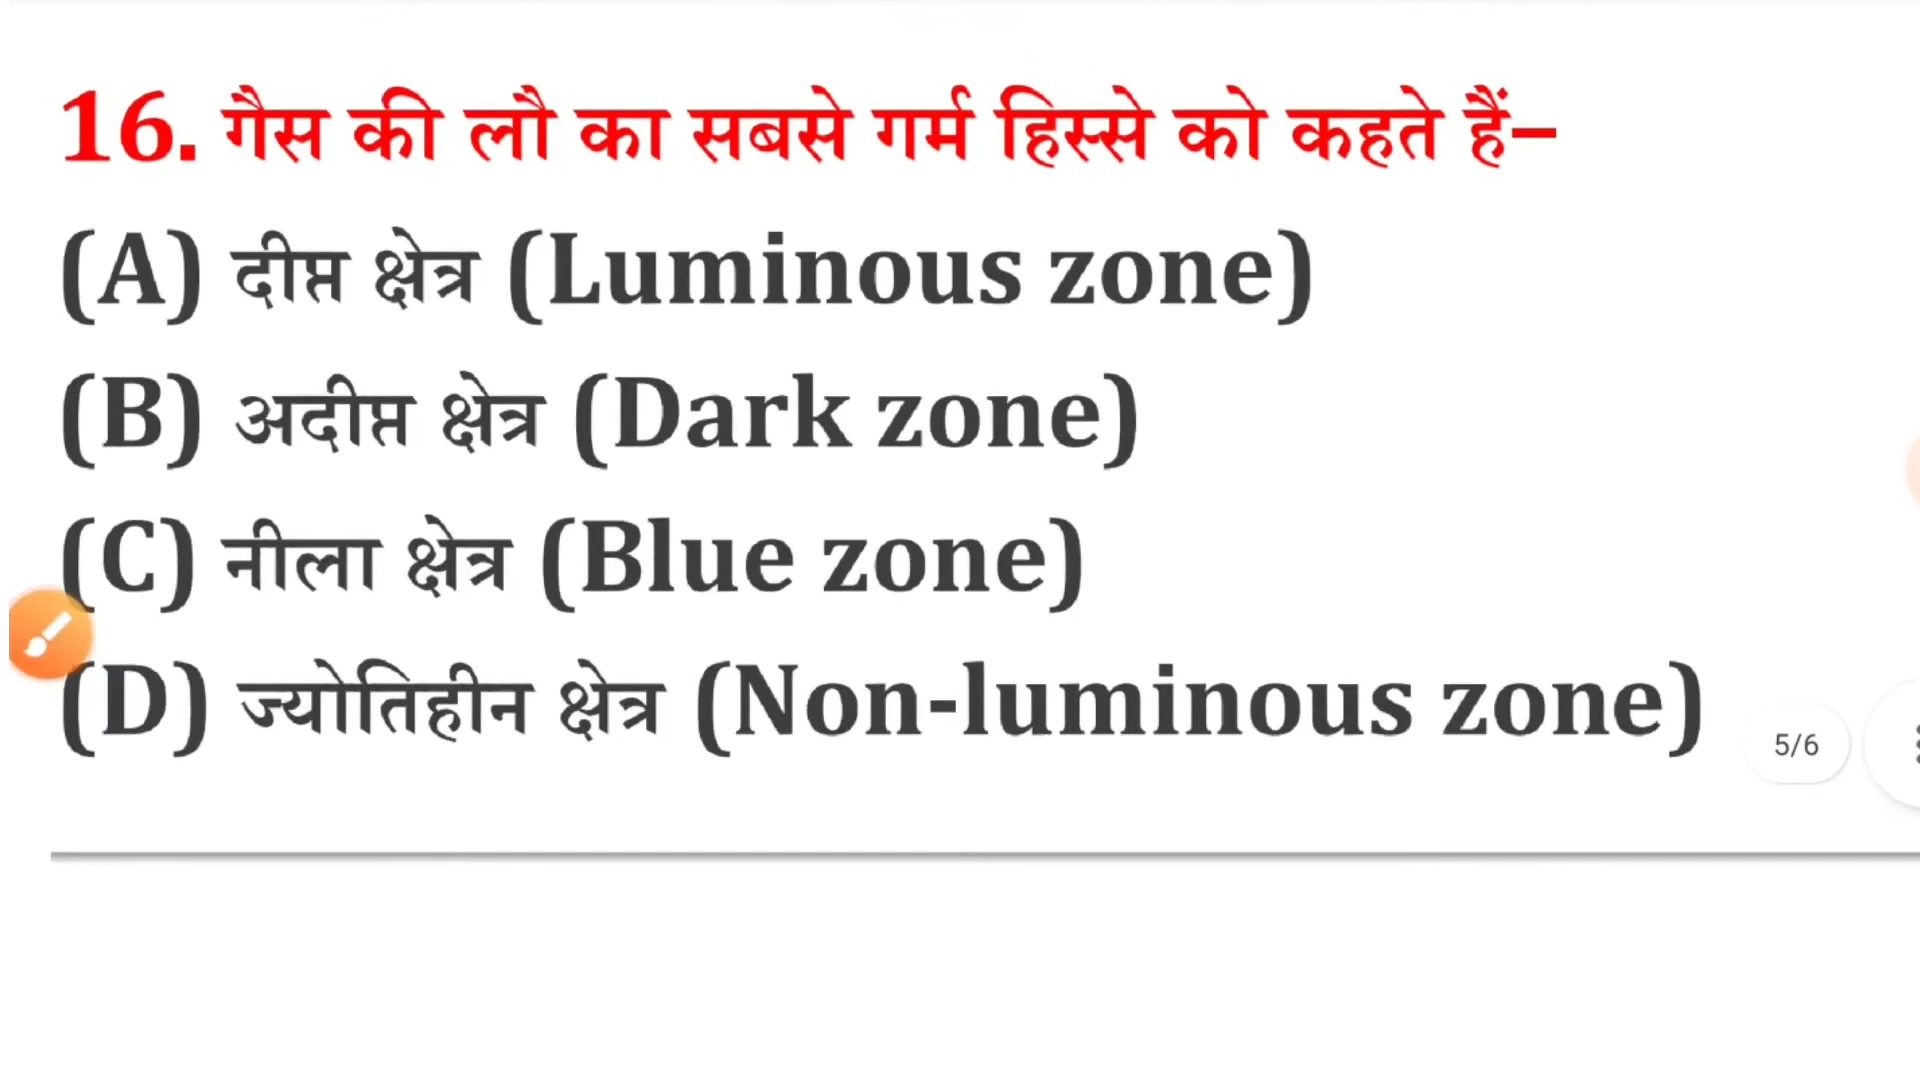 16. गैस की लौ का सबसे गर्म हिस्से को कहते हैं–
(A) दीप्त क्षेत्र (Luminous zone)
(B) अदीप्त क्षेत्र (Dark zone)
(C) नीला क्षेत्र (Blue zone)
(D) ज्योतिहीन क्षेत्र (Non-luminous zone)
5/6